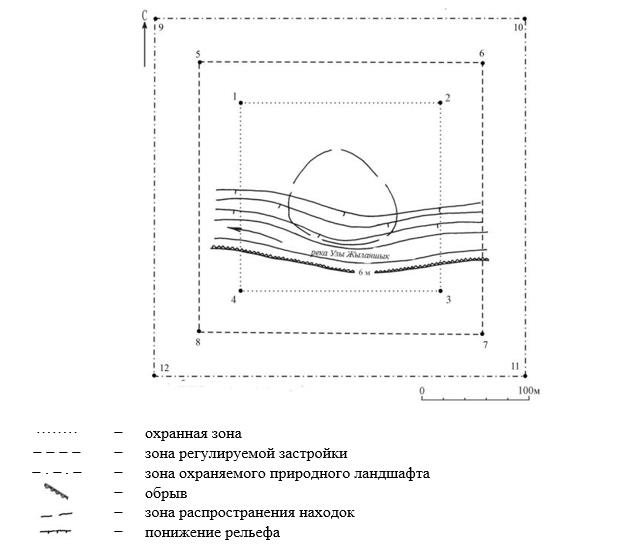 С
9
10
5
6
1
2
река Улы Жыланшык
6 м
4
3
8
7
12
11
0 100м
– охранная зона
– зона регулируемой застройки
– зона охраняемого природного ландшафта
– обрыв
– зона распространения находок
– понижение рельефа